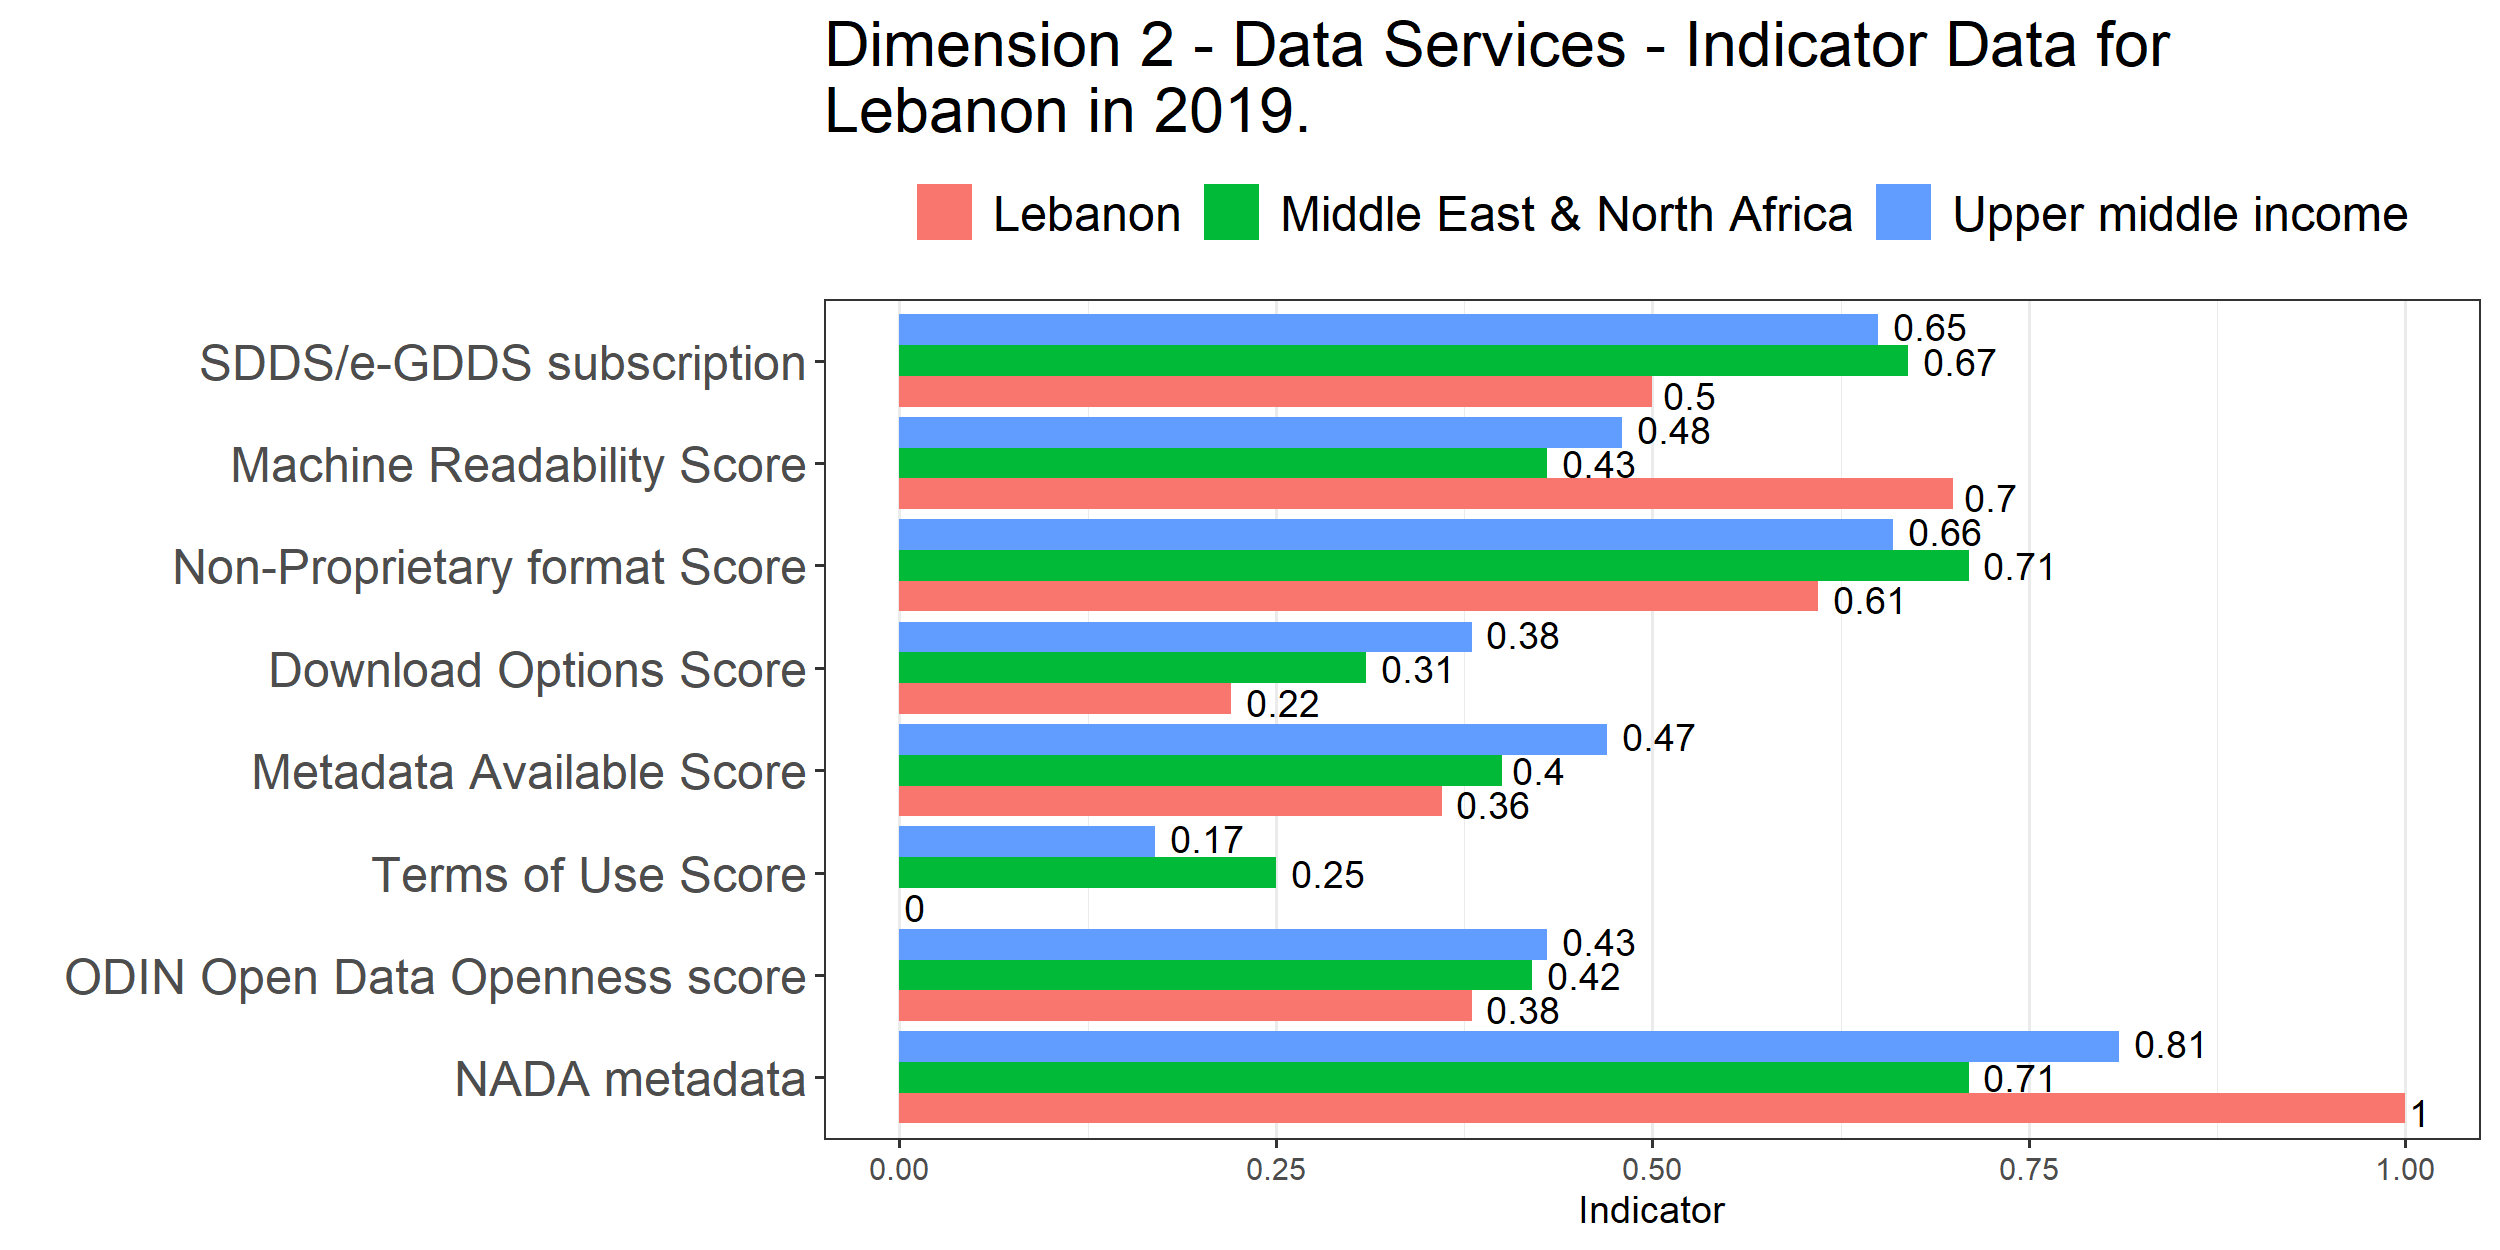 Dimension 2 - Data Services - Indicator Data for
Lebanon in 2019.
Lebanon
Middle East & North Africa
Upper middle income
SDDS/e-GDDS subscription
0.65
0.67
0.5
Machine Readability Score
0.48
0.43
0.7
Non-Proprietary format Score
0.66
0.71
0.61
Download Options Score
0.38
0.31
0.22
Metadata Available Score
0.47
0.4
0.36
Terms of Use Score
0.17
0.25
0
ODIN Open Data Openness score
0.43
0.42
0.38
NADA metadata
0.81
0.71
1
0.00
0.25
0.50
0.75
1.00
Indicator